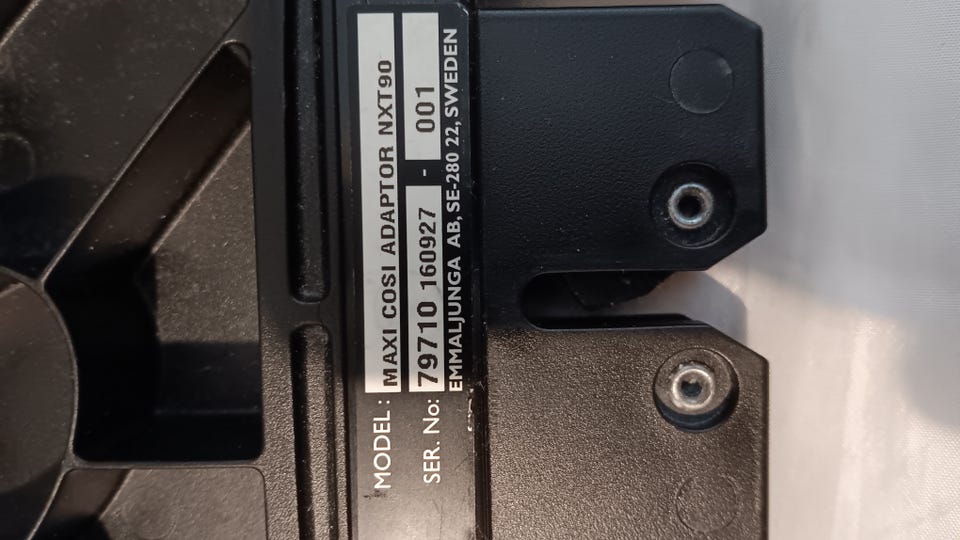 MODEL: MAXI COSI ADAPTOR NXT90
SER. No: 79710 160927 - 001
EMMALJUNGA AB, SE-280 22, SWEDEN